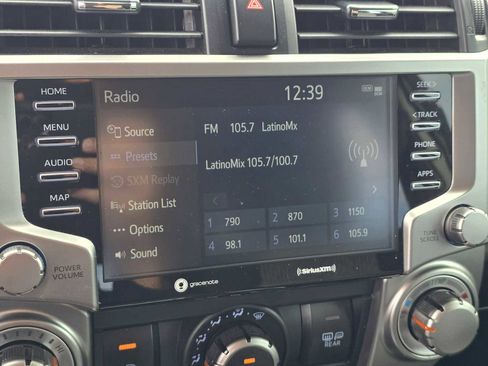 HOME
MENU
AUDIO
MAP
POWER
VOLUME
Radio
12:39
DCM
Source
Presets
SXM Replay
Station List
Options
Sound
FM 105.7 LatinoMx
LatinoMix 105.7/100.7
1 790 2 870 3 1150
4 98.1 5 101.1 6 105.9
gracenote
SiriusXM
SEEK>
<TRACK
PHONE
APPS
TUNE
SCROLL
REAR